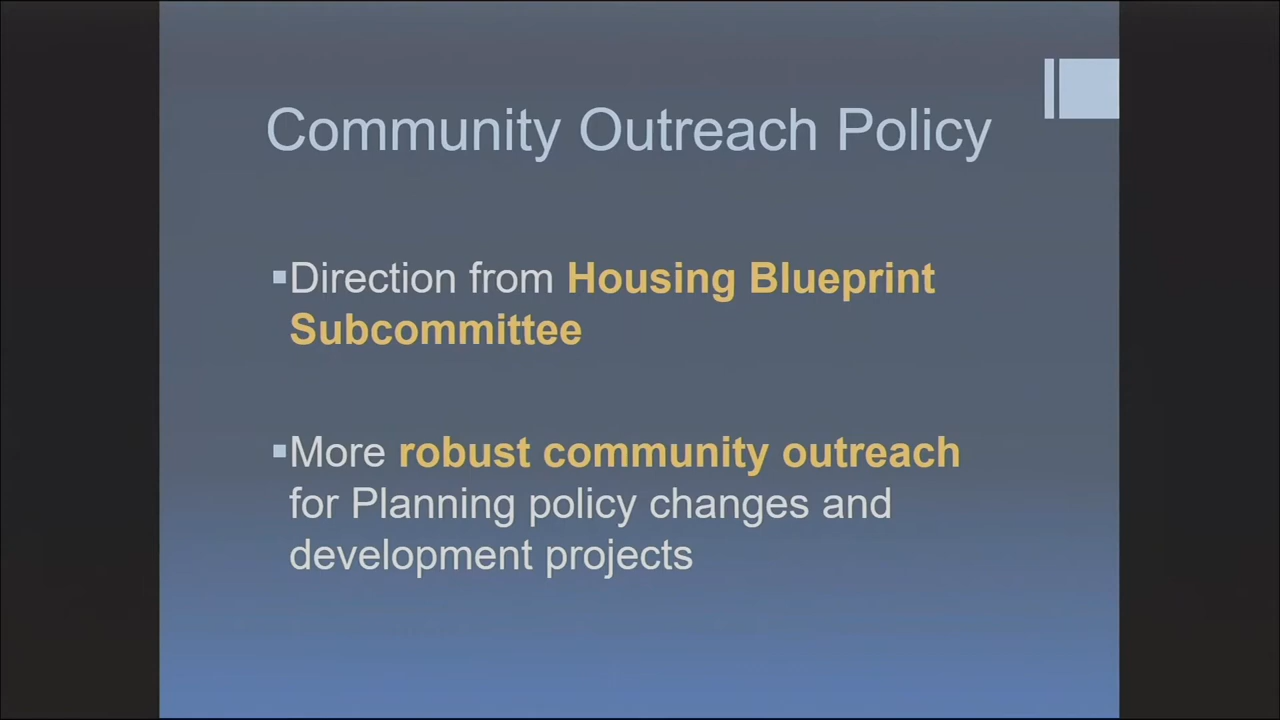 Community Outreach Policy
▪Direction from Housing Blueprint
Subcommittee
▪More robust community outreach
for Planning policy changes and
development projects